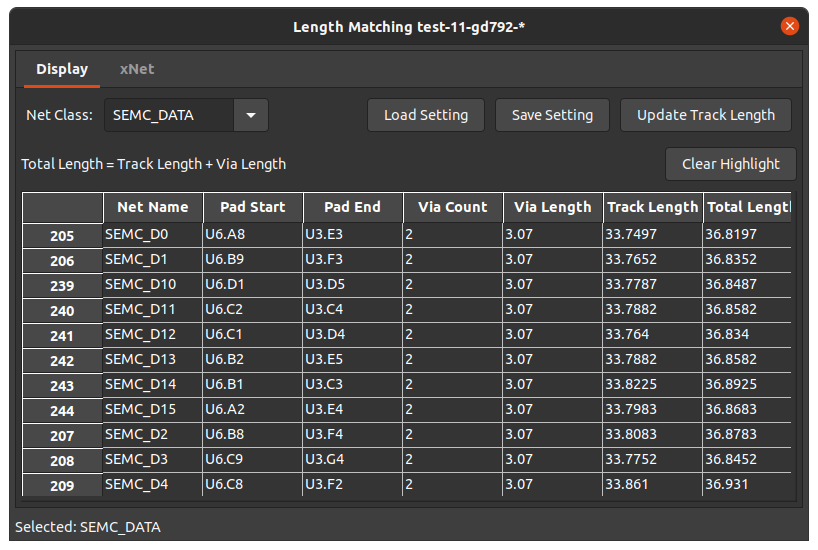 Length Matching test-11-gd792-*
Display xNet
Net Class: SEMC_DATA Load Setting Save Setting Update Track Length
Total Length = Track Length + Via Length Clear Highlight
Net Name Pad Start Pad End Via Count Via Length Track Length Total Lengtl
205 SEMC_D0 U6.A8 U3.E3 2 3.07 33.7497 36.8197
206 SEMC_D1 U6.B9 U3.F3 2 3.07 33.7652 36.8352
239 SEMC_D10 U6.D1 U3.D5 2 3.07 33.7787 36.8487
240 SEMC_D11 U6.C2 U3.C4 2 3.07 33.7882 36.8582
241 SEMC_D12 U6.C1 U3.D4 2 3.07 33.764 36.834
242 SEMC_D13 U6.B2 U3.E5 2 3.07 33.7882 36.8582
243 SEMC_D14 U6.B1 U3.C3 2 3.07 33.8225 36.8925
244 SEMC_D15 U6.A2 U3.E4 2 3.07 33.7983 36.8683
207 SEMC_D2 U6.B8 U3.F4 2 3.07 33.8083 36.8783
208 SEMC_D3 U6.C9 U3.G4 2 3.07 33.7752 36.8452
209 SEMC_D4 U6.C8 U3.F2 2 3.07 33.861 36.931
Selected: SEMC_DATA